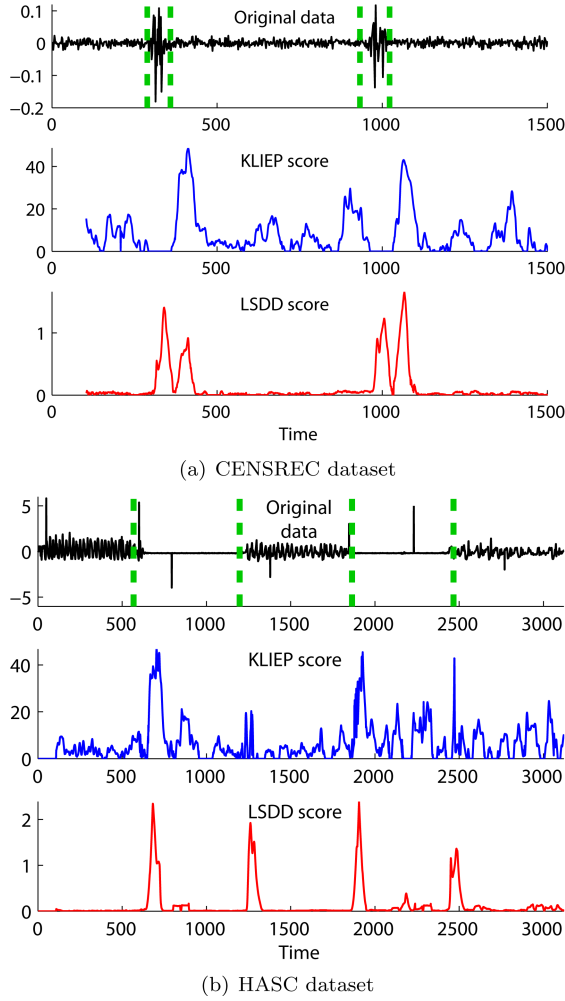 0.1
Original data
0
−0.1
−0.2
0 500 1000 1500
KLIEP score
40
20
0
0 500 1000 1500
LSDD score
1
0
0 500 1000 1500
Time
(a) CENSREC dataset
5
Original
data
0
−5
0 500 1000 1500 2000 2500 3000
KLIEP score
40
20
0
0 500 1000 1500 2000 2500 3000
LSDD score
2
1
0
0 500 1000 1500 2000 2500 3000
Time
(b) HASC dataset